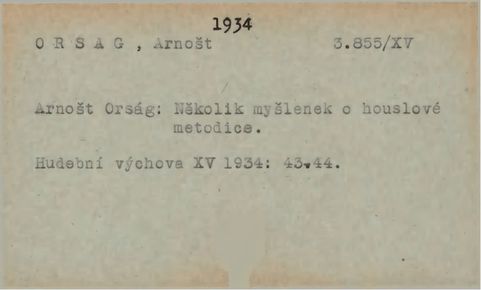 1934
O R S A G , Arnošt 3.855/XV
Arnošt Orság: Několik myšlenek o houslové
metodice.
Hudební výchova XV 1934: 43-44.